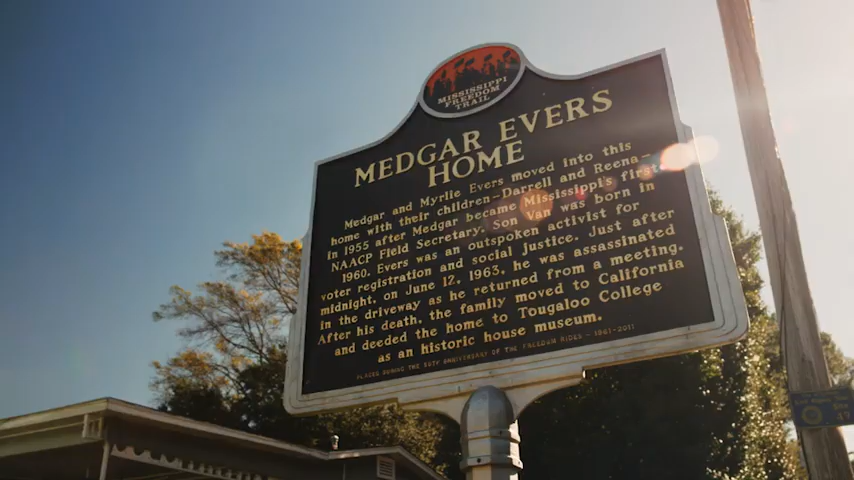 MISSISSIPPI
FREEDOM
TRAIL
MEDGAR EVERS
HOME
Medgar and Myrlie Evers moved into this
home with their children—Darrell and Reena—
in 1955 after Medgar became Mississippi's first
NAACP Field Secretary. Son Van was born in
1960. Evers was an outspoken activist for
voter registration and social justice. Just after
midnight, on June 12, 1963, he was assassinated
in the driveway as he returned from a meeting.
After his death, the family moved to California
and deeded the home to Tougaloo College
as an historic house museum.
PLACED DURING THE 50TH ANNIVERSARY OF THE FREEDOM RIDES — 1961-2011